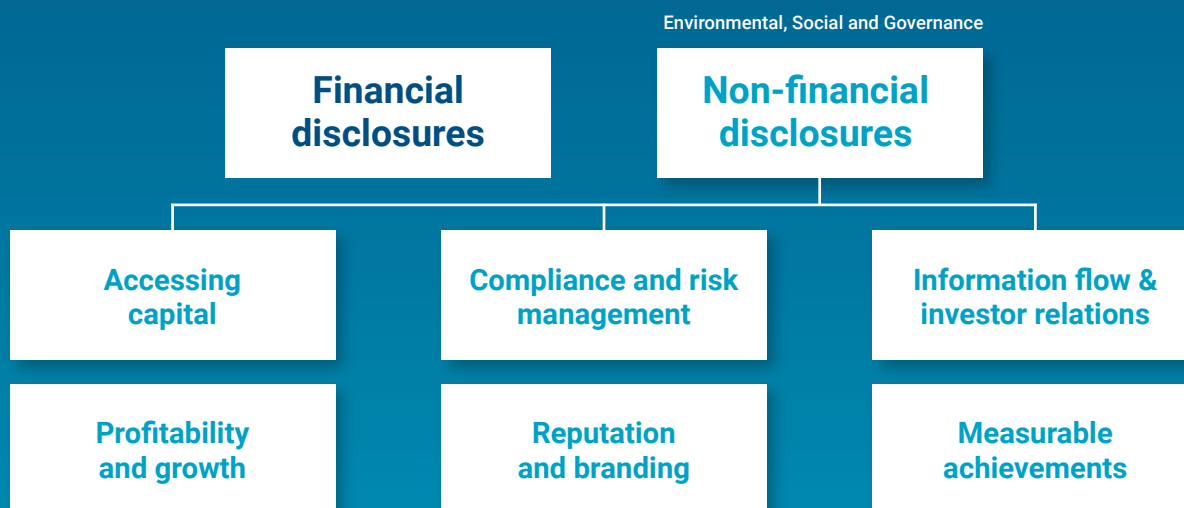 Environmental, Social and Governance
Financial
disclosures
Non-financial
disclosures
Accessing
capital
Compliance and risk
management
Information flow &
investor relations
Profitability
and growth
Reputation
and branding
Measurable
achievements